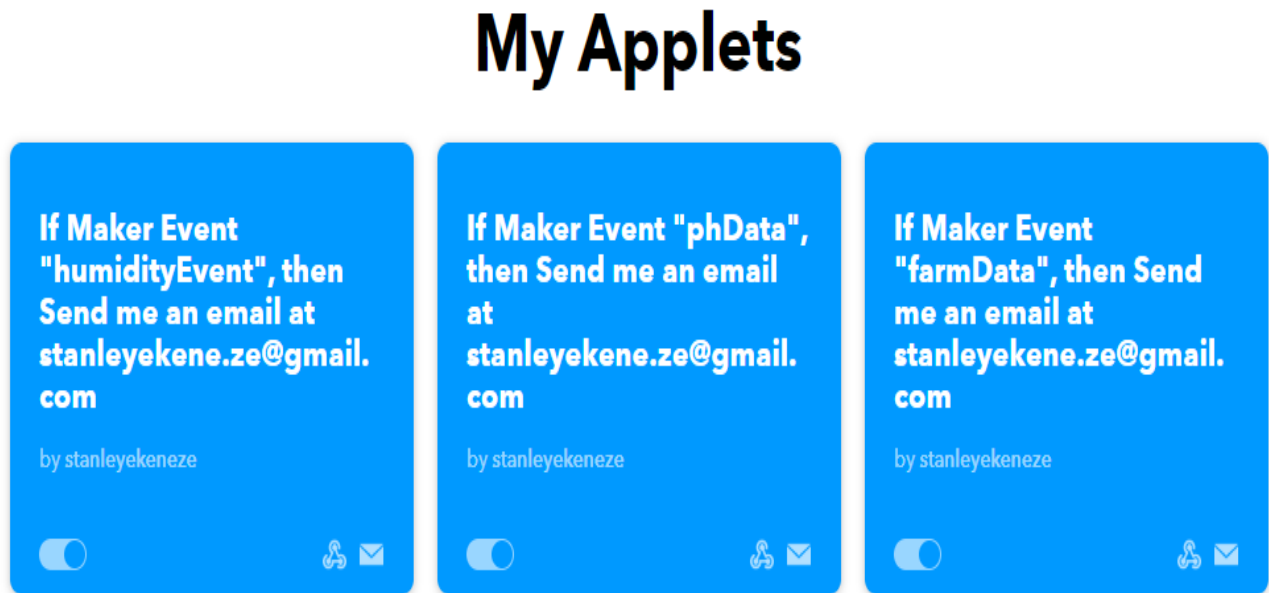 My Applets
If Maker Event
"humidityEvent", then
Send me an email at
stanleyekene.ze@gmail.
com
by stanleyekeneze
If Maker Event "phData",
then Send me an email
at
stanleyekene.ze@gmail.
com
by stanleyekeneze
If Maker Event
"farmData", then Send
me an email at
stanleyekene.ze@gmail.
com
by stanleyekeneze